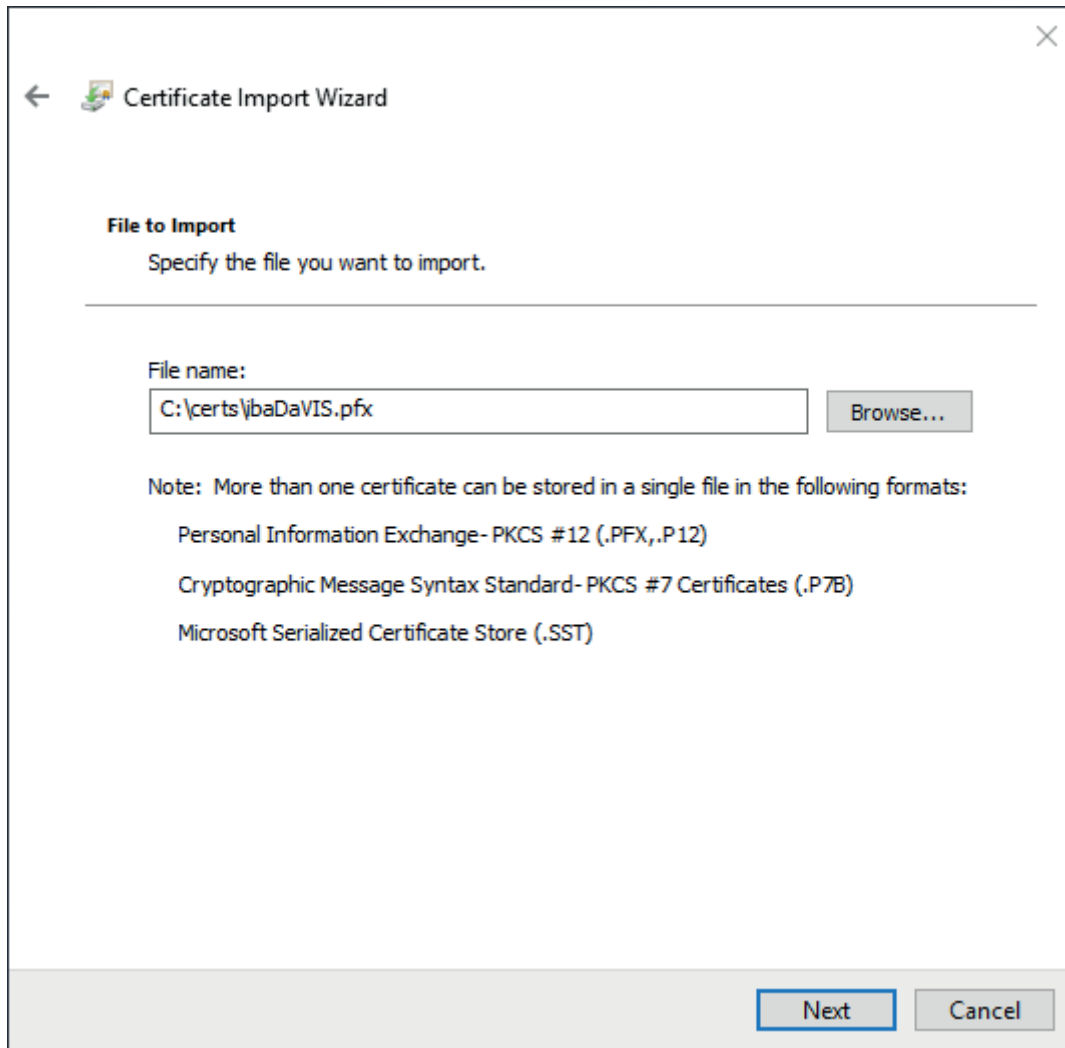 Certificate Import Wizard
File to Import
Specify the file you want to import.
File name:
C:\certs\ibaDaVIS.pfx
Browse...
Note: More than one certificate can be stored in a single file in the following formats:
Personal Information Exchange- PKCS #12 (.PFX,.P12)
Cryptographic Message Syntax Standard- PKCS #7 Certificates (.P7B)
Microsoft Serialized Certificate Store (.SST)
Next
Cancel